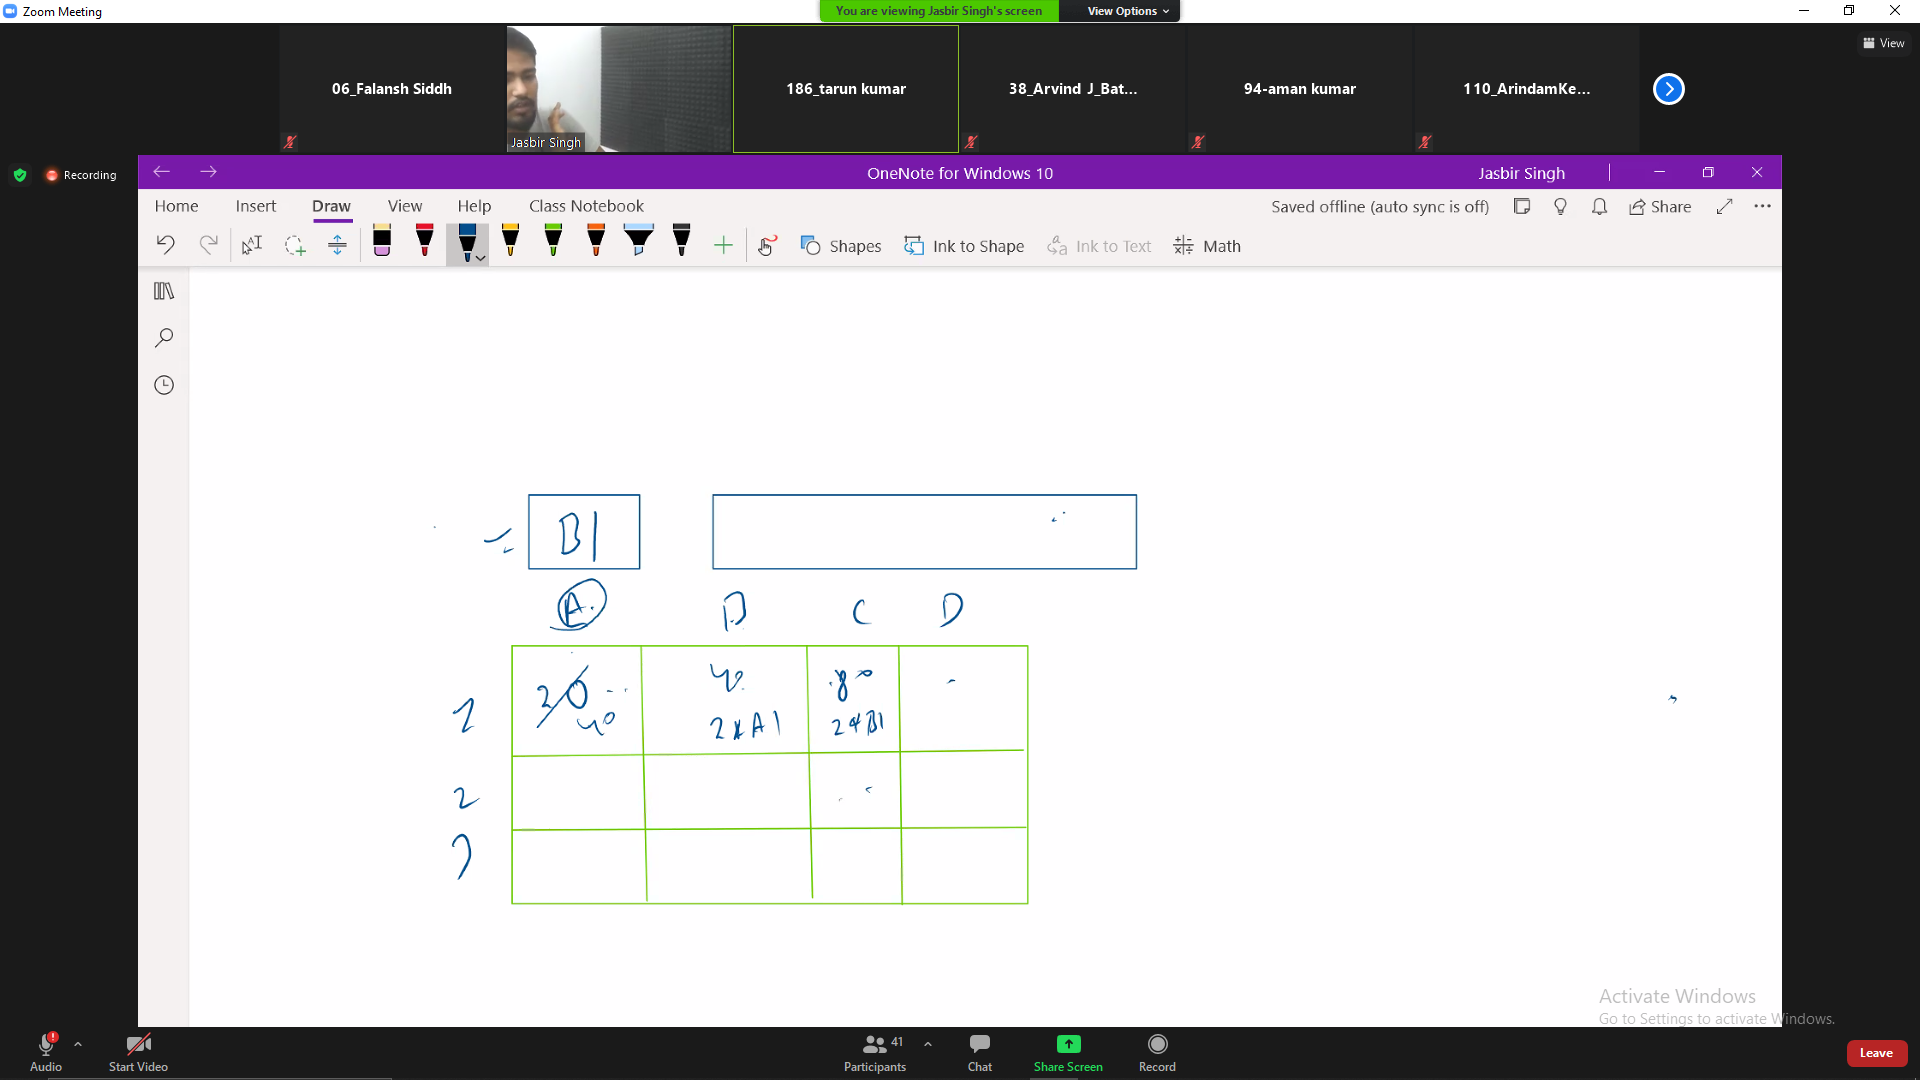 Zoom Meeting
You are viewing Jasbir Singh's screen View Options
View
06_Falansh Siddh
Jasbir Singh
186_tarun kumar
38_Arvind J_Bat...
94-aman kumar
110_ArindamKe...
Recording
OneNote for Windows 10 Jasbir Singh
Home Insert Draw View Help Class Notebook Saved offline (auto sync is off) Share
Shapes Ink to Shape Ink to Text Math
B1
A. B C D
1 20 40 80
40 2*A1 2*B1
2
3
Activate Windows
Go to Settings to activate Windows.
Audio Start Video 41 Participants Chat Share Screen Record Leave